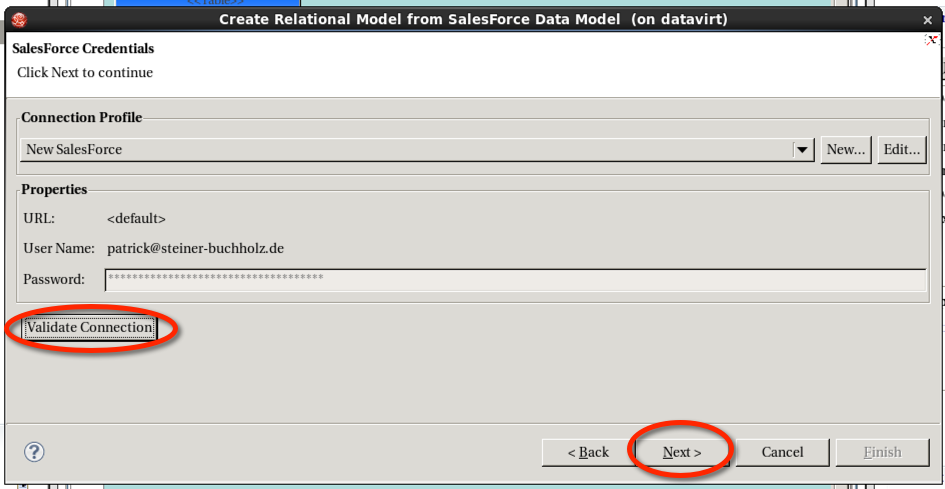 <<Table>>
Create Relational Model from SalesForce Data Model (on datavirt)
SalesForce Credentials
Click Next to continue
Connection Profile
New SalesForce
New...
Edit...
Properties
URL: <default>
User Name: patrick@steiner-buchholz.de
Password: ************************************
Validate Connection
< Back
Next >
Cancel
Finish